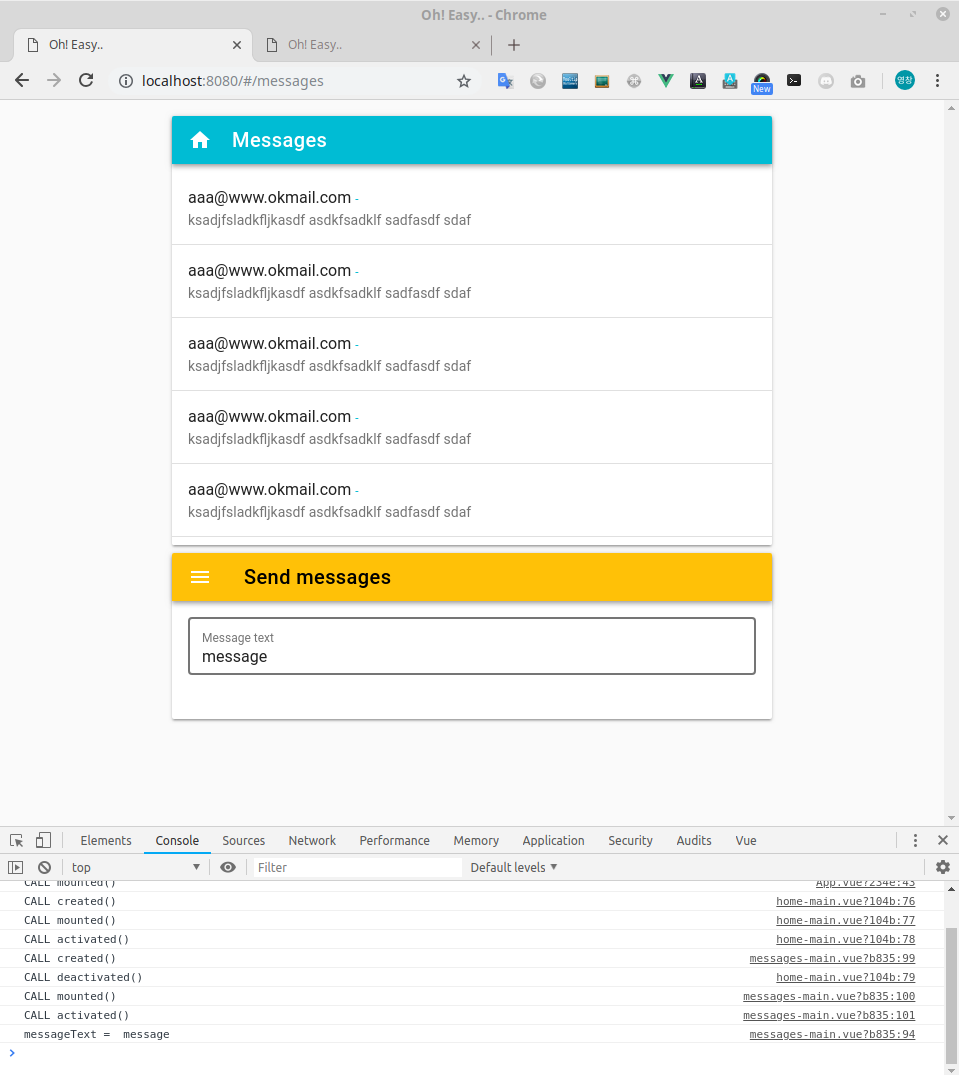 Oh! Easy.. - Chrome
Oh! Easy..
Oh! Easy..
localhost:8080/#/messages
New
영창
Messages
aaa@www.okmail.com -
ksadjfsladkfljkasdf asdkfsadklf sadfasdf sdaf
aaa@www.okmail.com -
ksadjfsladkfljkasdf asdkfsadklf sadfasdf sdaf
aaa@www.okmail.com -
ksadjfsladkfljkasdf asdkfsadklf sadfasdf sdaf
aaa@www.okmail.com -
ksadjfsladkfljkasdf asdkfsadklf sadfasdf sdaf
aaa@www.okmail.com -
ksadjfsladkfljkasdf asdkfsadklf sadfasdf sdaf
Send messages
Message text
message
Elements Console Sources Network Performance Memory Application Security Audits Vue
top Filter Default levels
CALL mounted() App.vue?234e:43
CALL created() home-main.vue?104b:76
CALL mounted() home-main.vue?104b:77
CALL activated() home-main.vue?104b:78
CALL created() messages-main.vue?b835:99
CALL deactivated() home-main.vue?104b:79
CALL mounted() messages-main.vue?b835:100
CALL activated() messages-main.vue?b835:101
messageText =  message messages-main.vue?b835:94